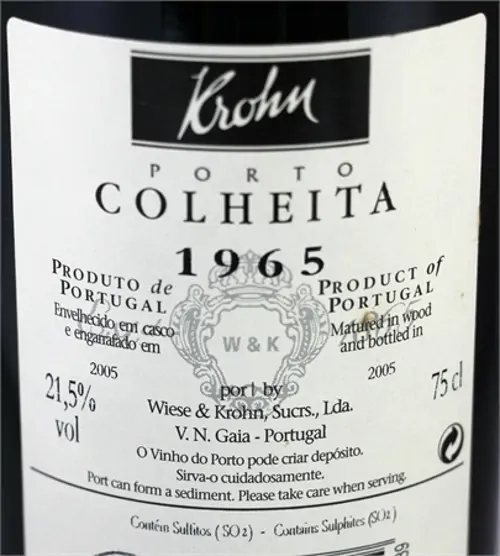 Krohn
PORTO
COLHEITA
1965
PRODUTO de
PORTUGAL
Envelhecido em casco
e engarrafado em
2005
PRODUCT of
PORTUGAL
Matured in wood
and bottled in
2005
W & K
21,5%
vol
75 cl
por | by
Wiese & Krohn, Sucrs., Lda.
V. N. Gaia - Portugal
O Vinho do Porto pode criar depósito.
Sirva-o cuidadosamente.
Port can form a sediment. Please take care when serving.
Contém Sulfitos (SO2) - Contains Sulphites (SO2)